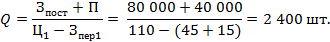 Q = (З_пост + П) / (Ц_1 − З_пер1) = (80 000 + 40 000) / (110 − (45 + 15)) = 2 400 шт.